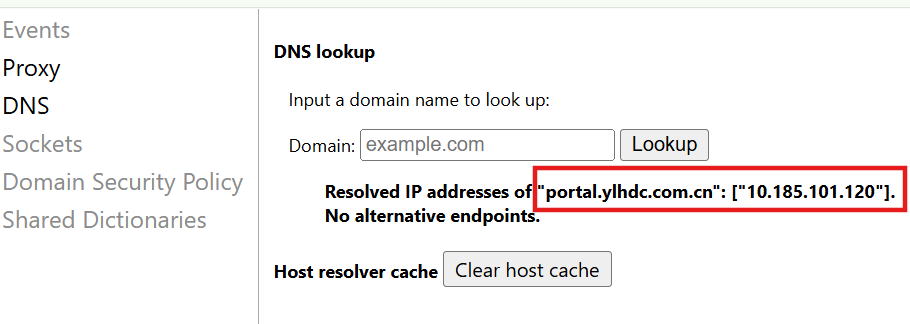 Events
Proxy
DNS
Sockets
Domain Security Policy
Shared Dictionaries
DNS lookup
Input a domain name to look up:
Domain: example.com Lookup
Resolved IP addresses of "portal.ylhdc.com.cn": ["10.185.101.120"].
No alternative endpoints.
Host resolver cache Clear host cache